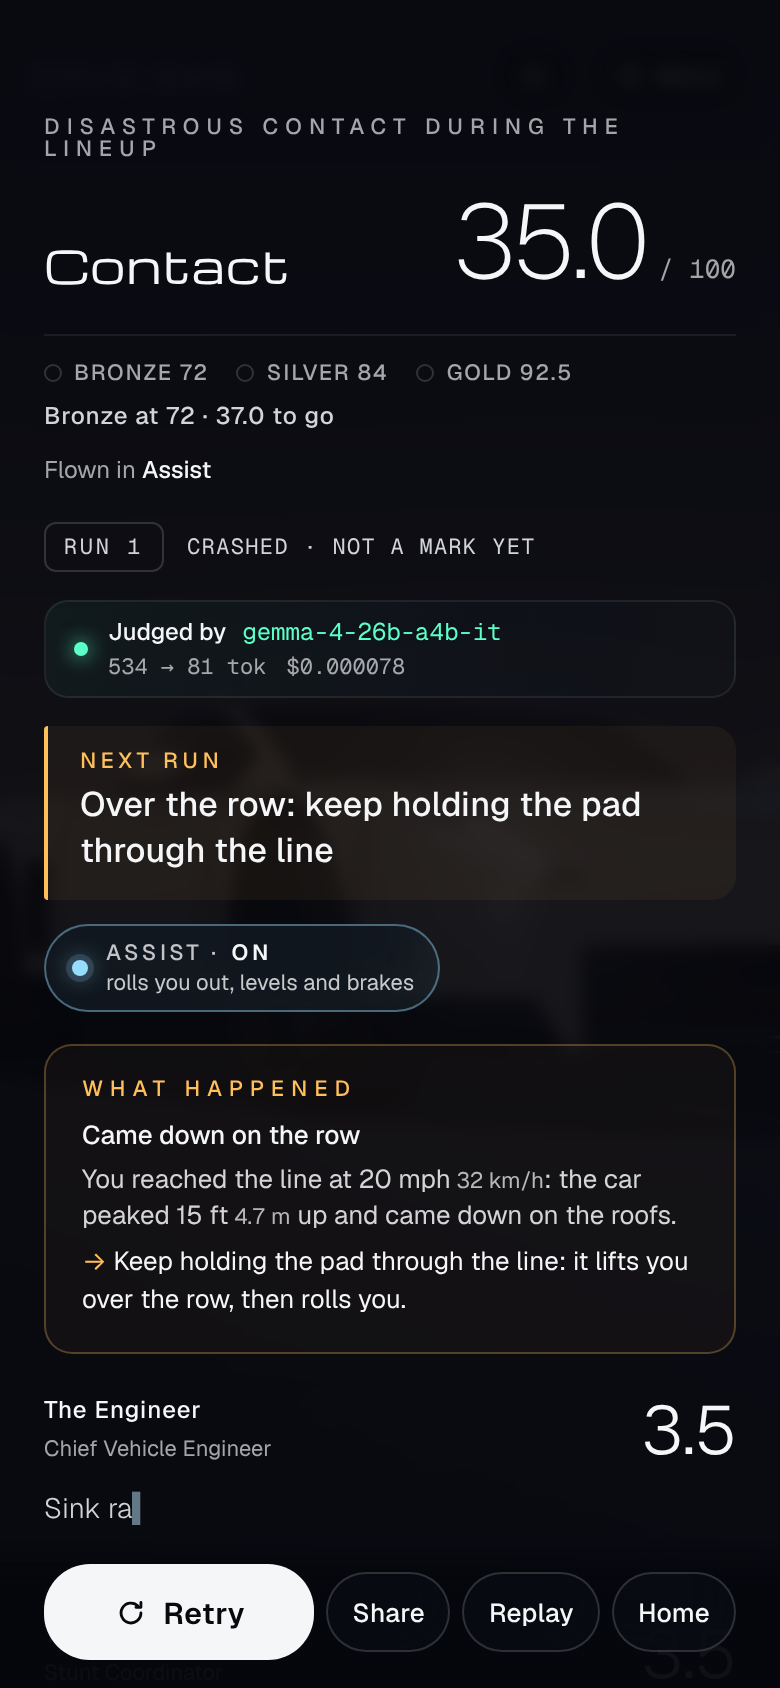 DISASTROUS CONTACT DURING THE
LINEUP
Contact 35.0 / 100
BRONZE 72 SILVER 84 GOLD 92.5
Bronze at 72 · 37.0 to go
Flown in Assist
RUN 1 CRASHED · NOT A MARK YET
Judged by gemma-4-26b-a4b-it
534 → 81 tok $0.000078
NEXT RUN
Over the row: keep holding the pad
through the line
ASSIST · ON
rolls you out, levels and brakes
WHAT HAPPENED
Came down on the row
You reached the line at 20 mph 32 km/h: the car
peaked 15 ft 4.7 m up and came down on the roofs.
→ Keep holding the pad through the line: it lifts you
over the row, then rolls you.
The Engineer 3.5
Chief Vehicle Engineer
Sink ra
Retry Share Replay Home
Stunt Coordinator 3.5